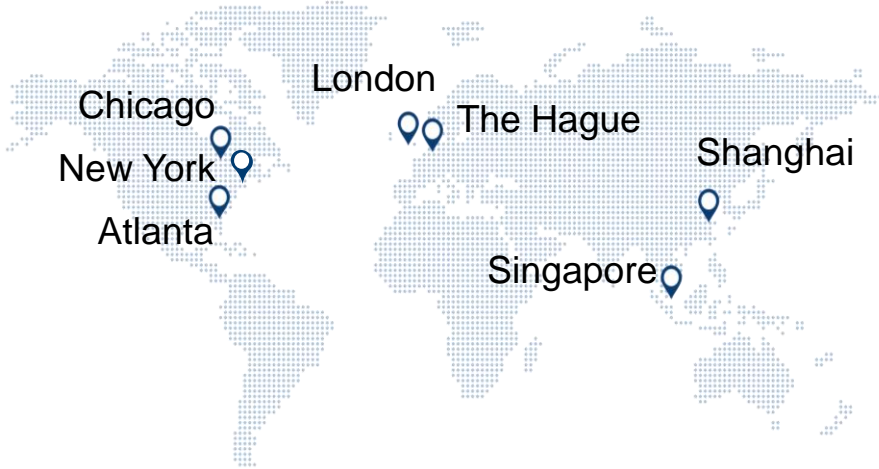 London
Chicago
The Hague
New York
Shanghai
Atlanta
Singapore